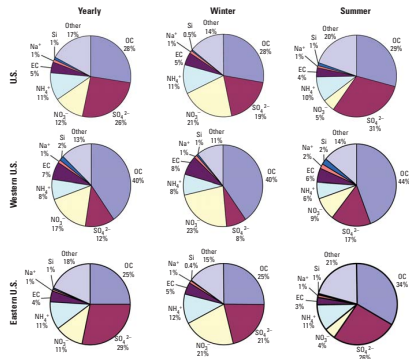 Yearly
Winter
Summer
U.S.
Other
17%
Si
1%
Na⁺
1%
EC
5%
NH₄⁺
11%
NO₃⁻
12%
SO₄²⁻
26%
OC
28%
Other
14%
Si
0.5%
Na⁺
1%
EC
5%
NH₄⁺
11%
NO₃⁻
21%
SO₄²⁻
19%
OC
28%
Other
20%
Si
1%
Na⁺
1%
EC
4%
NH₄⁺
10%
NO₃⁻
5%
SO₄²⁻
31%
OC
29%
Western U.S.
Other
13%
Si
2%
Na⁺
1%
EC
7%
NH₄⁺
8%
NO₃⁻
17%
SO₄²⁻
12%
OC
40%
Other
11%
Si
1%
Na⁺
1%
EC
8%
NH₄⁺
8%
NO₃⁻
23%
SO₄²⁻
8%
OC
40%
Other
14%
Si
2%
Na⁺
2%
EC
6%
NH₄⁺
6%
NO₃⁻
9%
SO₄²⁻
17%
OC
44%
Eastern U.S.
Other
18%
Si
1%
Na⁺
1%
EC
4%
NH₄⁺
11%
NO₃⁻
11%
SO₄²⁻
29%
OC
25%
Other
15%
Si
0.4%
Na⁺
1%
EC
5%
NH₄⁺
12%
NO₃⁻
21%
SO₄²⁻
21%
OC
25%
Other
21%
Si
1%
Na⁺
1%
EC
3%
NH₄⁺
11%
NO₃⁻
4%
SO₄²⁻
26%
OC
34%